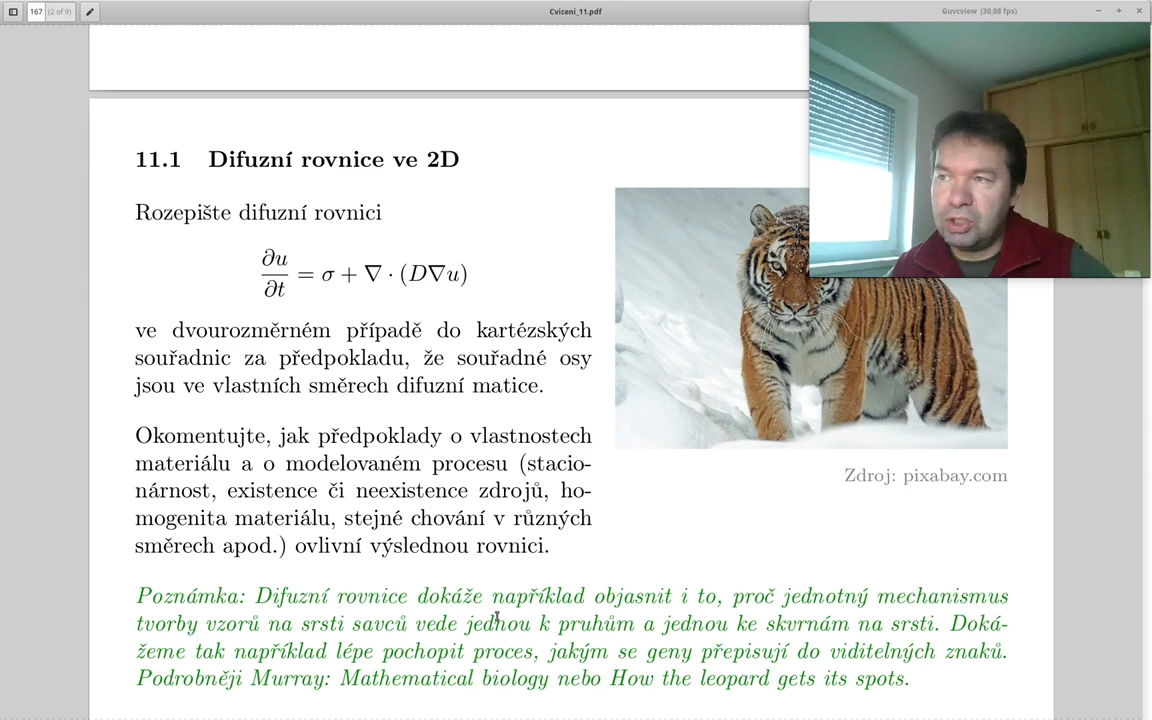 167 (2 of 9)
Cviceni_11.pdf
Guvcview (30,08 fps)
11.1 Difuzní rovnice ve 2D
Rozepište difuzní rovnici
∂u/∂t = σ + ∇ · (D∇u)
ve dvourozměrném případě do kartézských
souřadnic za předpokladu, že souřadné osy
jsou ve vlastních směrech difuzní matice.
Okomentujte, jak předpoklady o vlastnostech
materiálu a o modelovaném procesu (stacio-
nárnost, existence či neexistence zdrojů, ho-
mogenita materiálu, stejné chování v různých
směrech apod.) ovlivní výslednou rovnici.
Zdroj: pixabay.com
Poznámka: Difuzní rovnice dokáže například objasnit i to, proč jednotný mechanismus
tvorby vzorů na srsti savců vede jednou k pruhům a jednou ke skvrnám na srsti. Doká-
žeme tak například lépe pochopit proces, jakým se geny přepisují do viditelných znaků.
Podrobněji Murray: Mathematical biology nebo How the leopard gets its spots.